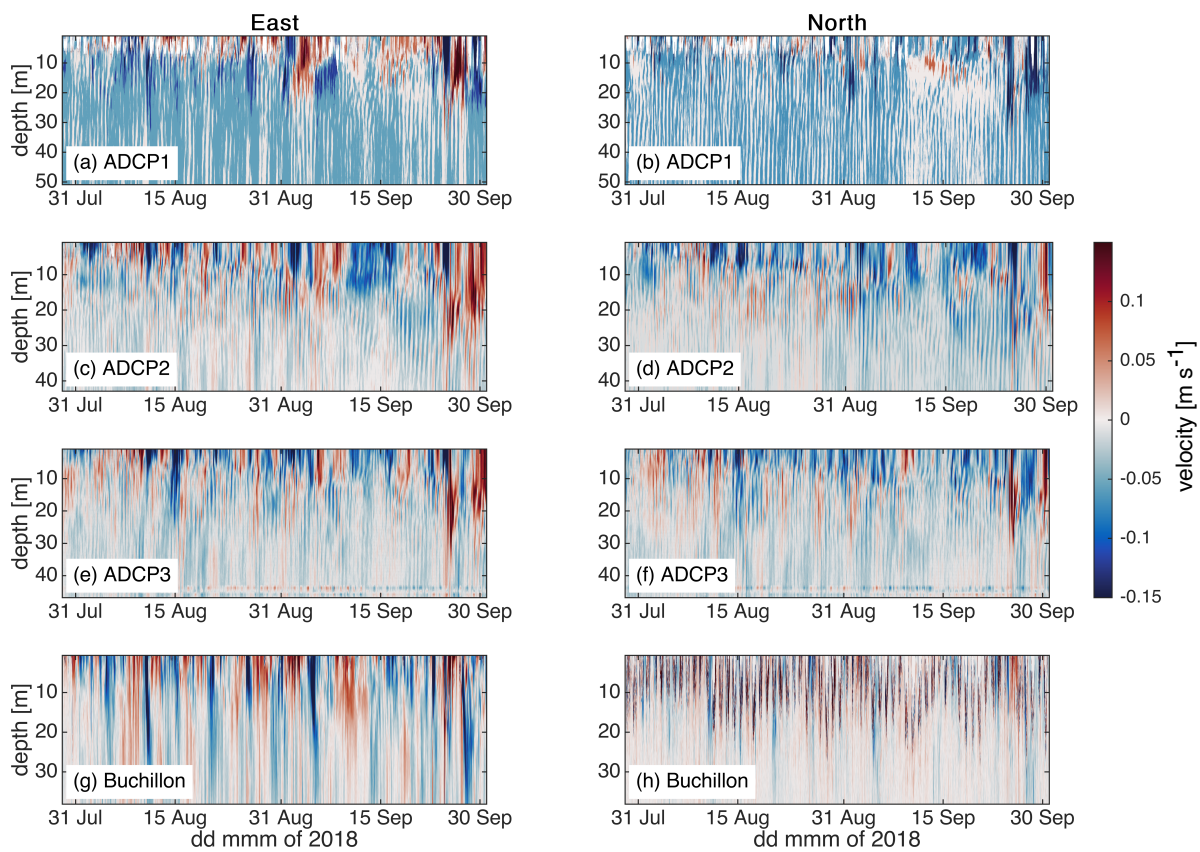 East
North
depth [m]
10
20
30
40
50
(a) ADCP1
31 Jul 15 Aug 31 Aug 15 Sep 30 Sep
10
20
30
40
50
(b) ADCP1
31 Jul 15 Aug 31 Aug 15 Sep 30 Sep
depth [m]
10
20
30
40
(c) ADCP2
31 Jul 15 Aug 31 Aug 15 Sep 30 Sep
10
20
30
40
(d) ADCP2
31 Jul 15 Aug 31 Aug 15 Sep 30 Sep
depth [m]
10
20
30
40
(e) ADCP3
31 Jul 15 Aug 31 Aug 15 Sep 30 Sep
10
20
30
40
(f) ADCP3
31 Jul 15 Aug 31 Aug 15 Sep 30 Sep
0.1
0.05
0
-0.05
-0.1
-0.15
velocity [m s⁻¹]
depth [m]
10
20
30
(g) Buchillon
31 Jul 15 Aug 31 Aug 15 Sep 30 Sep
dd mmm of 2018
10
20
30
(h) Buchillon
31 Jul 15 Aug 31 Aug 15 Sep 30 Sep
dd mmm of 2018